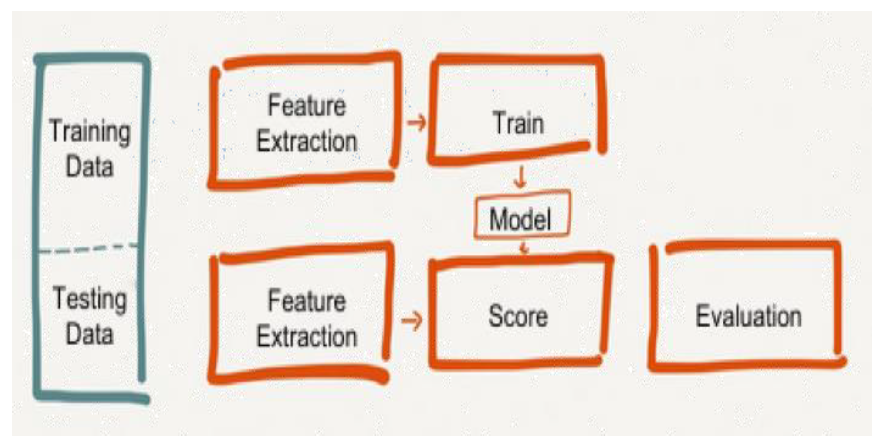 Training
Data
Feature
Extraction
Train
Model
Testing
Data
Feature
Extraction
Score
Evaluation